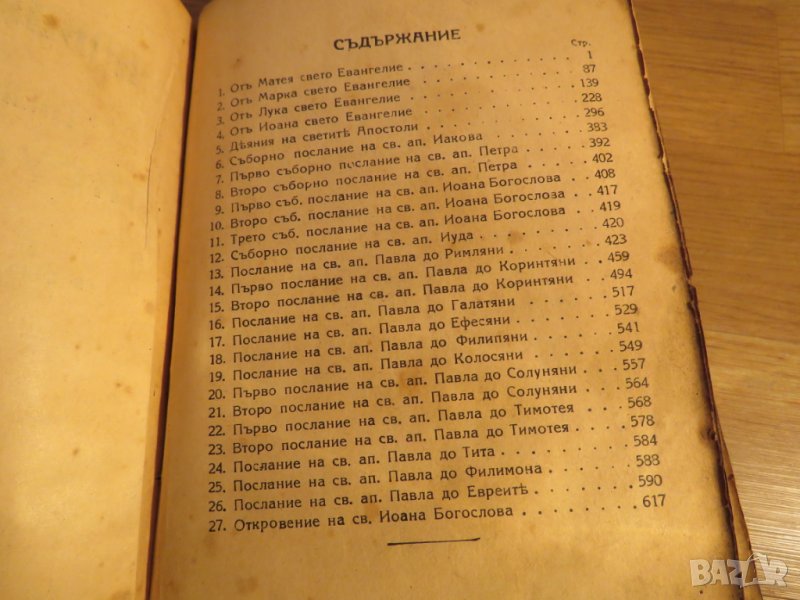 СЪДЪРЖАНИЕ
Стр.
1. Отъ Матея свето Евангелие . . . . . . . . . . 1
2. Отъ Марка свето Евангелие . . . . . . . . . . 87
3. Отъ Лука свето Евангелие . . . . . . . . . . 139
4. Отъ Иоана свето Евангелие . . . . . . . . . . 228
5. Дѣяния на светитѣ Апостоли . . . . . . . . . . 296
6. Съборно послание на св. ап. Иакова . . . . . . 383
7. Първо съборно послание на св. ап. Петра . . . . 392
8. Второ съборно послание на св. ап. Петра . . . . 402
9. Първо съб. послание на св. ап. Иоана Богослова . . 408
10. Второ съб. послание на св. ап. Иоана Богослоза . . 417
11. Трето съб. послание на св. ап. Иоана Богослова . . 419
12. Съборно послание на св. ап. Иуда . . . . . . . 420
13. Послание на св. ап. Павла до Римляни . . . . . 423
14. Първо послание на св. ап. Павла до Коринтяни . . 459
15. Второ послание на св. ап. Павла до Коринтяни . . 494
16. Послание на св. ап. Павла до Галатяни . . . . . 517
17. Послание на св. ап. Павла до Ефесяни . . . . . 529
18. Послание на св. ап. Павла до Филипяни . . . . . 541
19. Послание на св. ап. Павла до Колосяни . . . . . 549
20. Първо послание на св. ап. Павла до Солуняни . . 557
21. Второ послание на св. ап. Павла до Солуняни . . 564
22. Първо послание на св. ап. Павла до Тимотея . . 568
23. Второ послание на св. ап. Павла до Тимотея . . 578
24. Послание на св. ап. Павла до Тита . . . . . . . 584
25. Послание на св. ап. Павла до Филимона . . . . . 588
26. Послание на св. ап. Павла до Евреитѣ . . . . . 590
27. Откровение на св. Иоана Богослова . . . . . . . 617
BAZAR